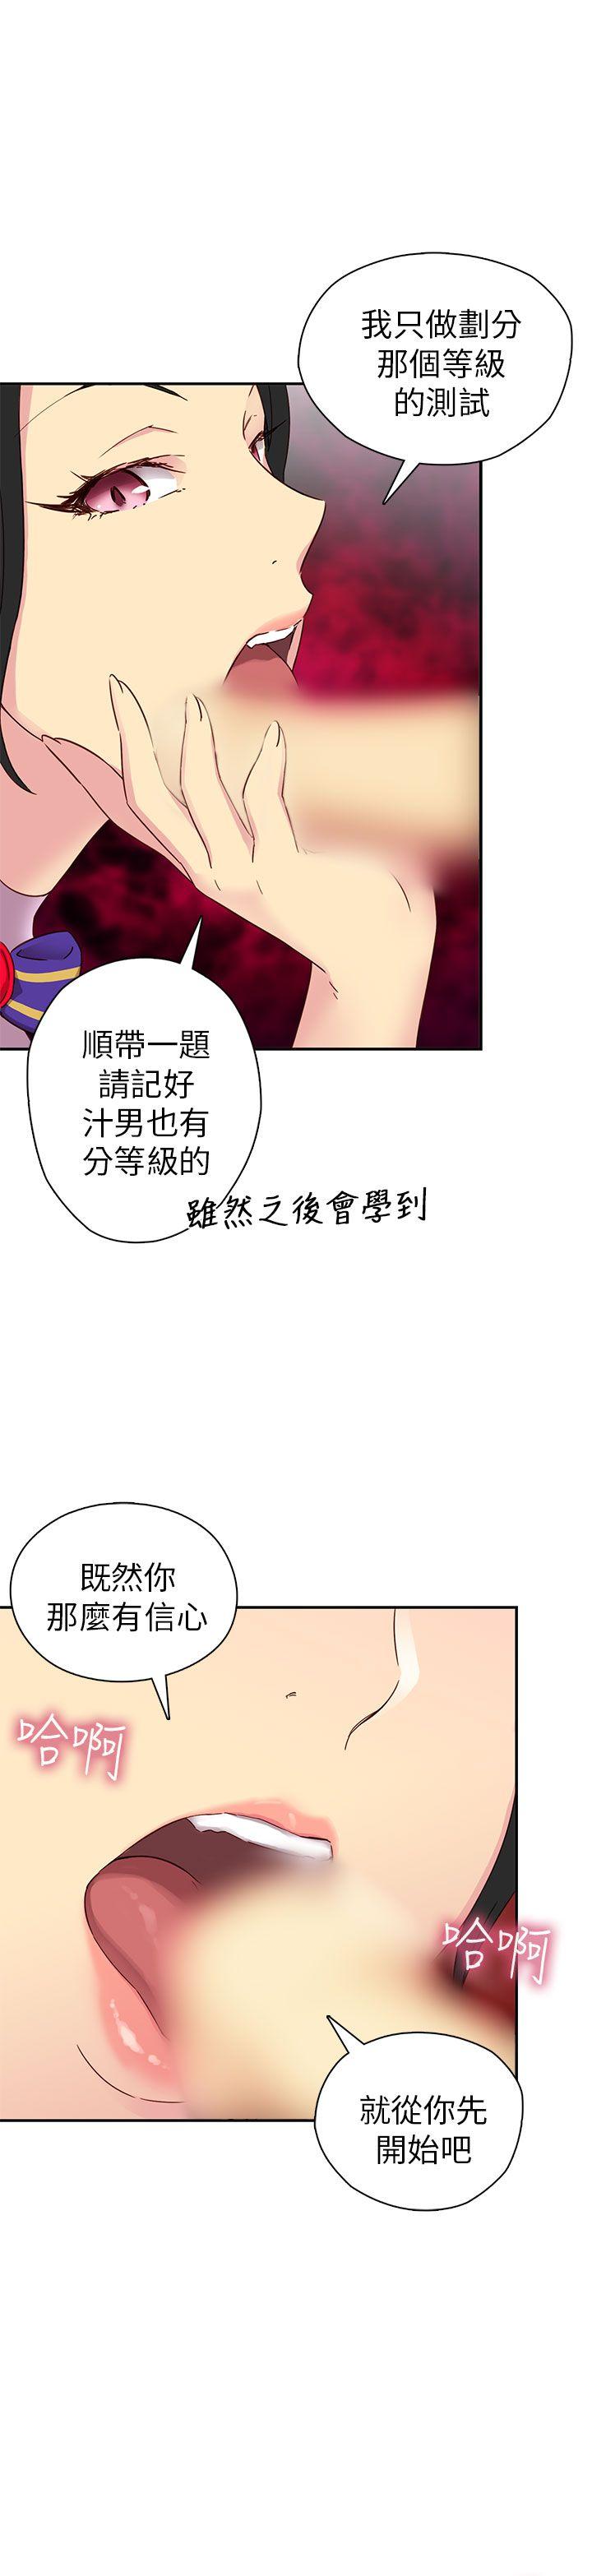 我只做劃分
那個等級
的測試
順帶一題
請記好
汁男也有
分等級的
雖然之後會學到
既然你
那麼有信心
哈啊
哈啊
就從你先
開始吧